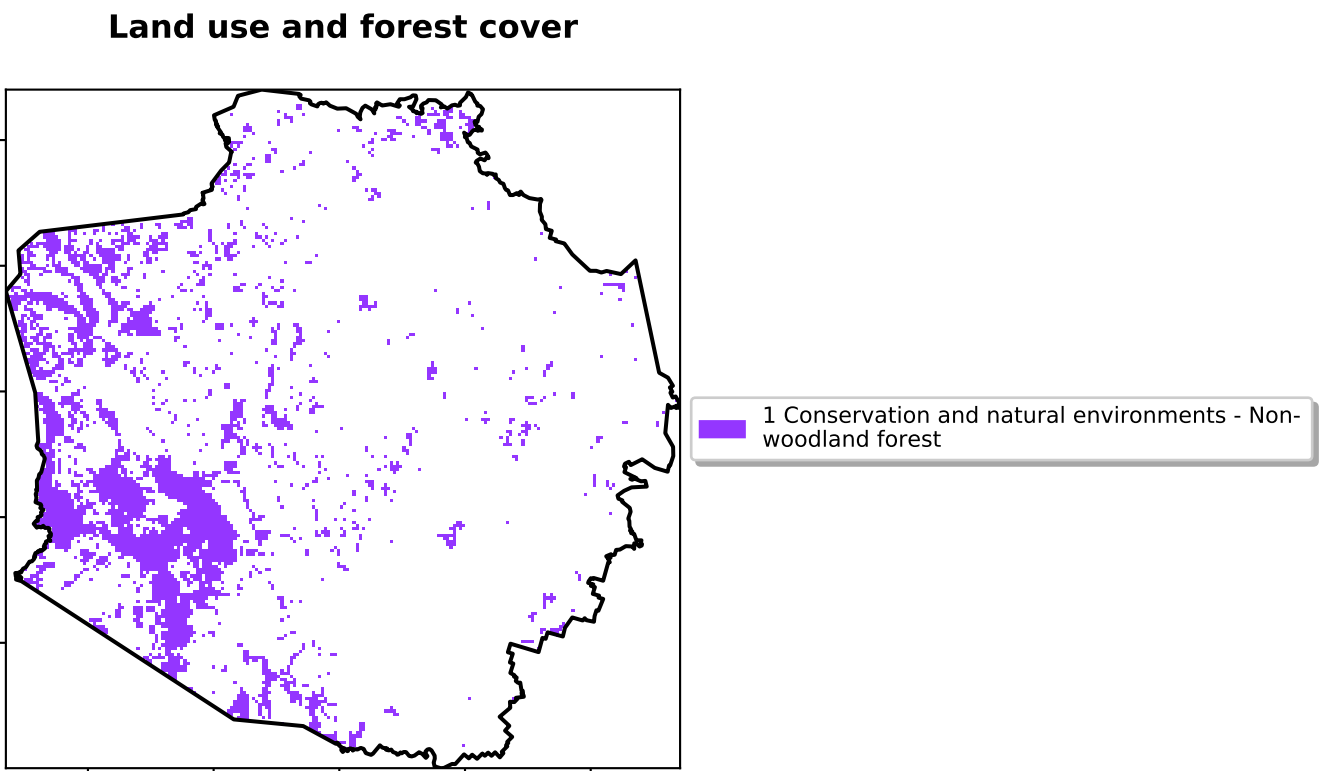 Land use and forest cover
1 Conservation and natural environments - Non-
woodland forest